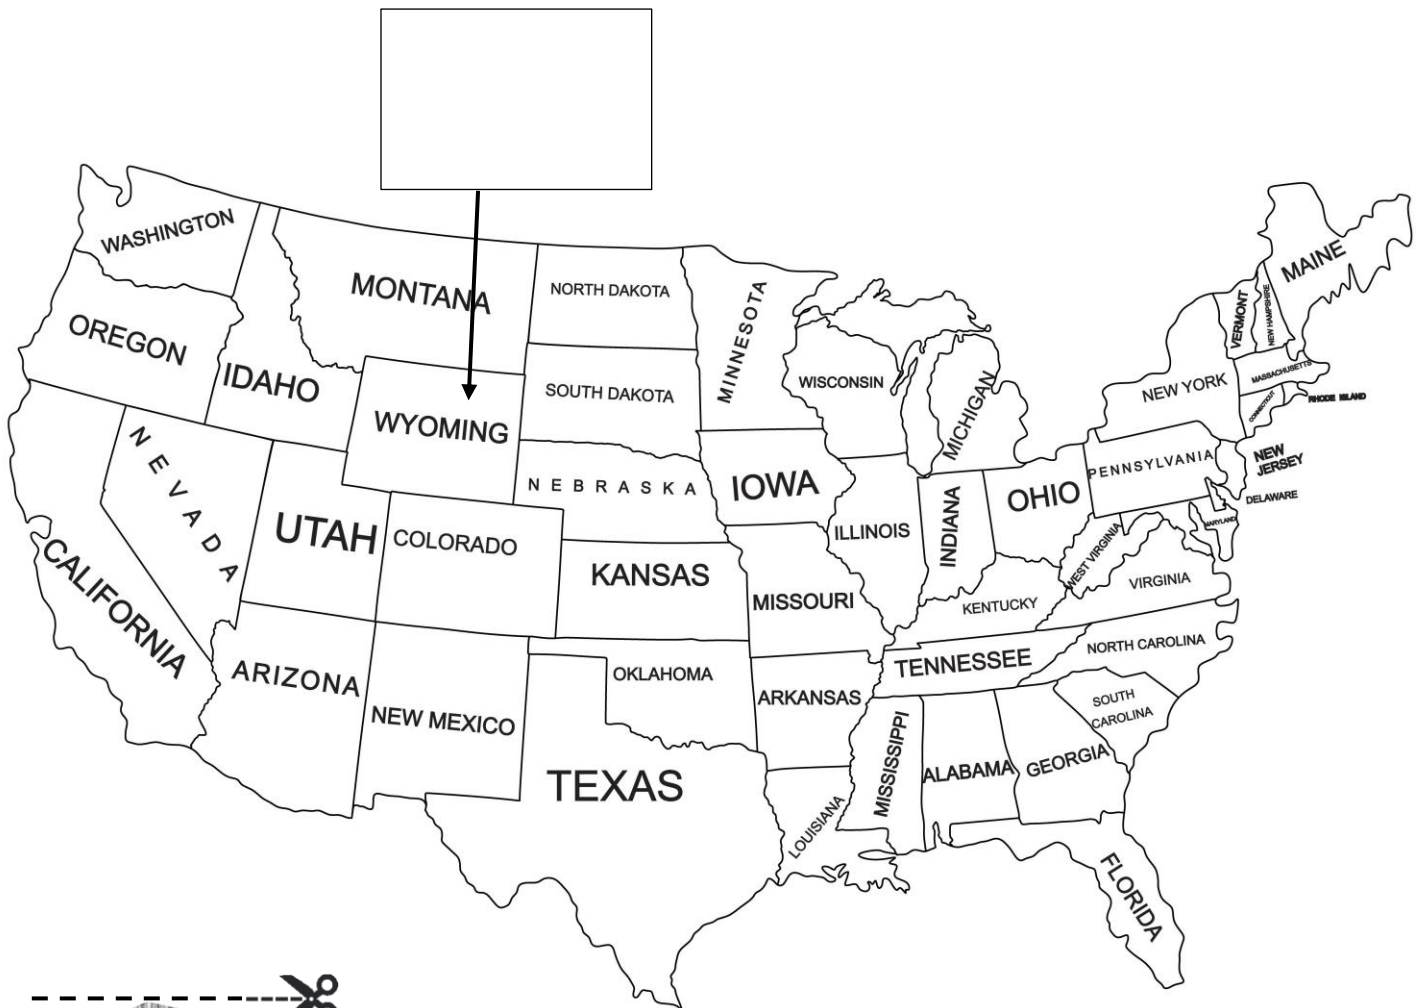 WASHINGTON
MONTANA
NORTH DAKOTA
MINNESOTA
MAINE
VERMONT
NEW HAMPSHIRE
OREGON
IDAHO
WYOMING
SOUTH DAKOTA
WISCONSIN
MICHIGAN
NEW YORK
MASSACHUSETTS
CONNECTICUT
RHODE ISLAND
NEVADA
NEBRASKA
IOWA
PENNSYLVANIA
NEW
JERSEY
UTAH
COLORADO
ILLINOIS
INDIANA
OHIO
DELAWARE
MARYLAND
WEST VIRGINIA
VIRGINIA
CALIFORNIA
KANSAS
MISSOURI
KENTUCKY
ARIZONA
NEW MEXICO
OKLAHOMA
ARKANSAS
TENNESSEE
NORTH CAROLINA
SOUTH
CAROLINA
TEXAS
LOUISIANA
MISSISSIPPI
ALABAMA
GEORGIA
FLORIDA